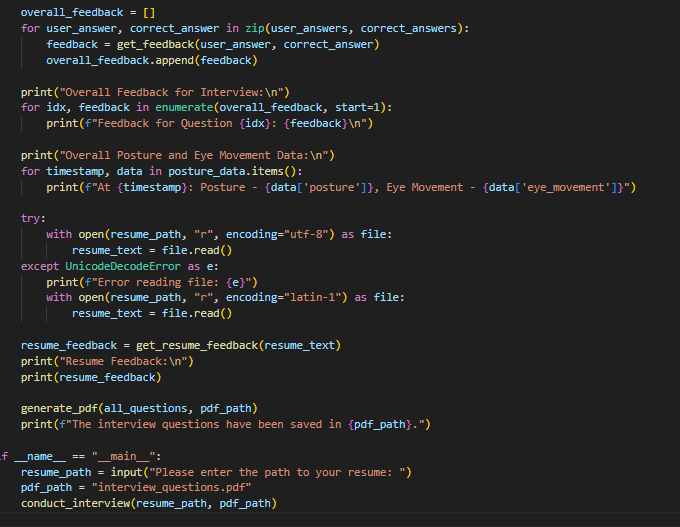 overall_feedback = []
for user_answer, correct_answer in zip(user_answers, correct_answers):
    feedback = get_feedback(user_answer, correct_answer)
    overall_feedback.append(feedback)

print("Overall Feedback for Interview:\n")
for idx, feedback in enumerate(overall_feedback, start=1):
    print(f"Feedback for Question {idx}: {feedback}\n")

print("Overall Posture and Eye Movement Data:\n")
for timestamp, data in posture_data.items():
    print(f"At {timestamp}: Posture - {data['posture']}, Eye Movement - {data['eye_movement']}")

try:
    with open(resume_path, "r", encoding="utf-8") as file:
        resume_text = file.read()
except UnicodeDecodeError as e:
    print(f"Error reading file: {e}")
    with open(resume_path, "r", encoding="latin-1") as file:
        resume_text = file.read()

resume_feedback = get_resume_feedback(resume_text)
print("Resume Feedback:\n")
print(resume_feedback)

generate_pdf(all_questions, pdf_path)
print(f"The interview questions have been saved in {pdf_path}.")

if __name__ == "__main__":
    resume_path = input("Please enter the path to your resume: ")
    pdf_path = "interview_questions.pdf"
    conduct_interview(resume_path, pdf_path)